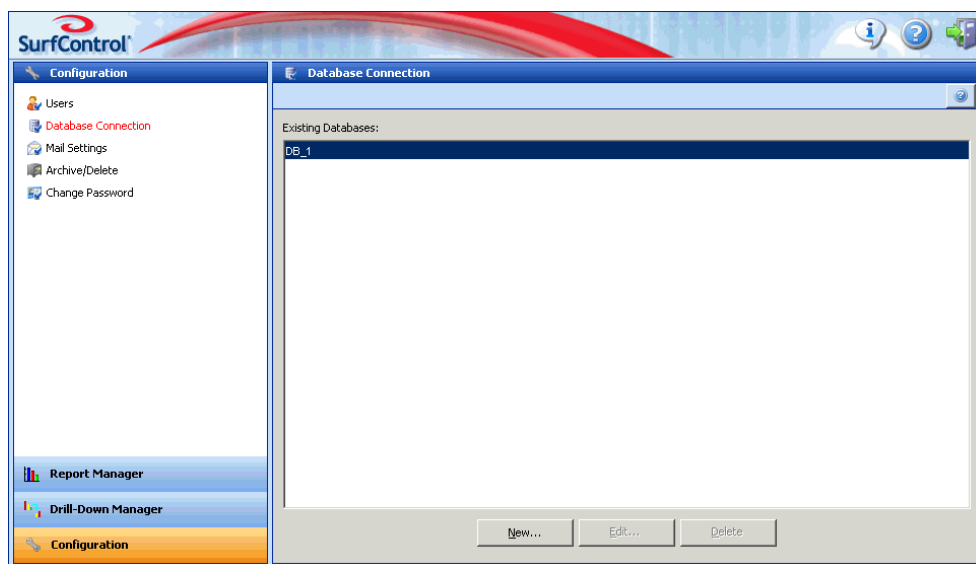 SurfControl
Configuration
Users
Database Connection
Mail Settings
Archive/Delete
Change Password
Report Manager
Drill-Down Manager
Configuration
Database Connection
Existing Databases:
DB_1
New...
Edit...
Delete